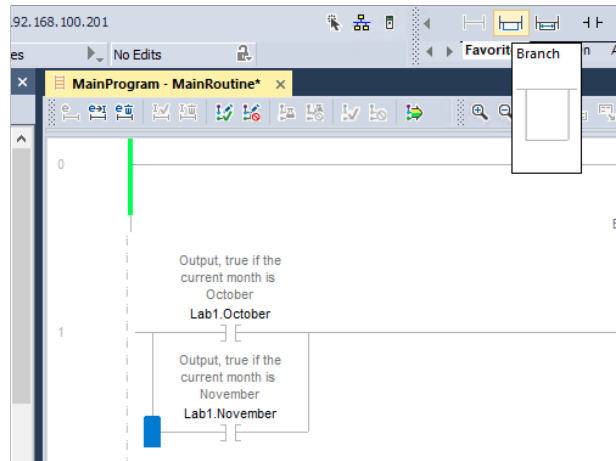 .92.168.100.201
es
No Edits
Favorit
n
A
Branch
MainProgram - MainRoutine*
0
E
Output, true if the
current month is
October
Lab1.October
1
Output, true if the
current month is
November
Lab1.November